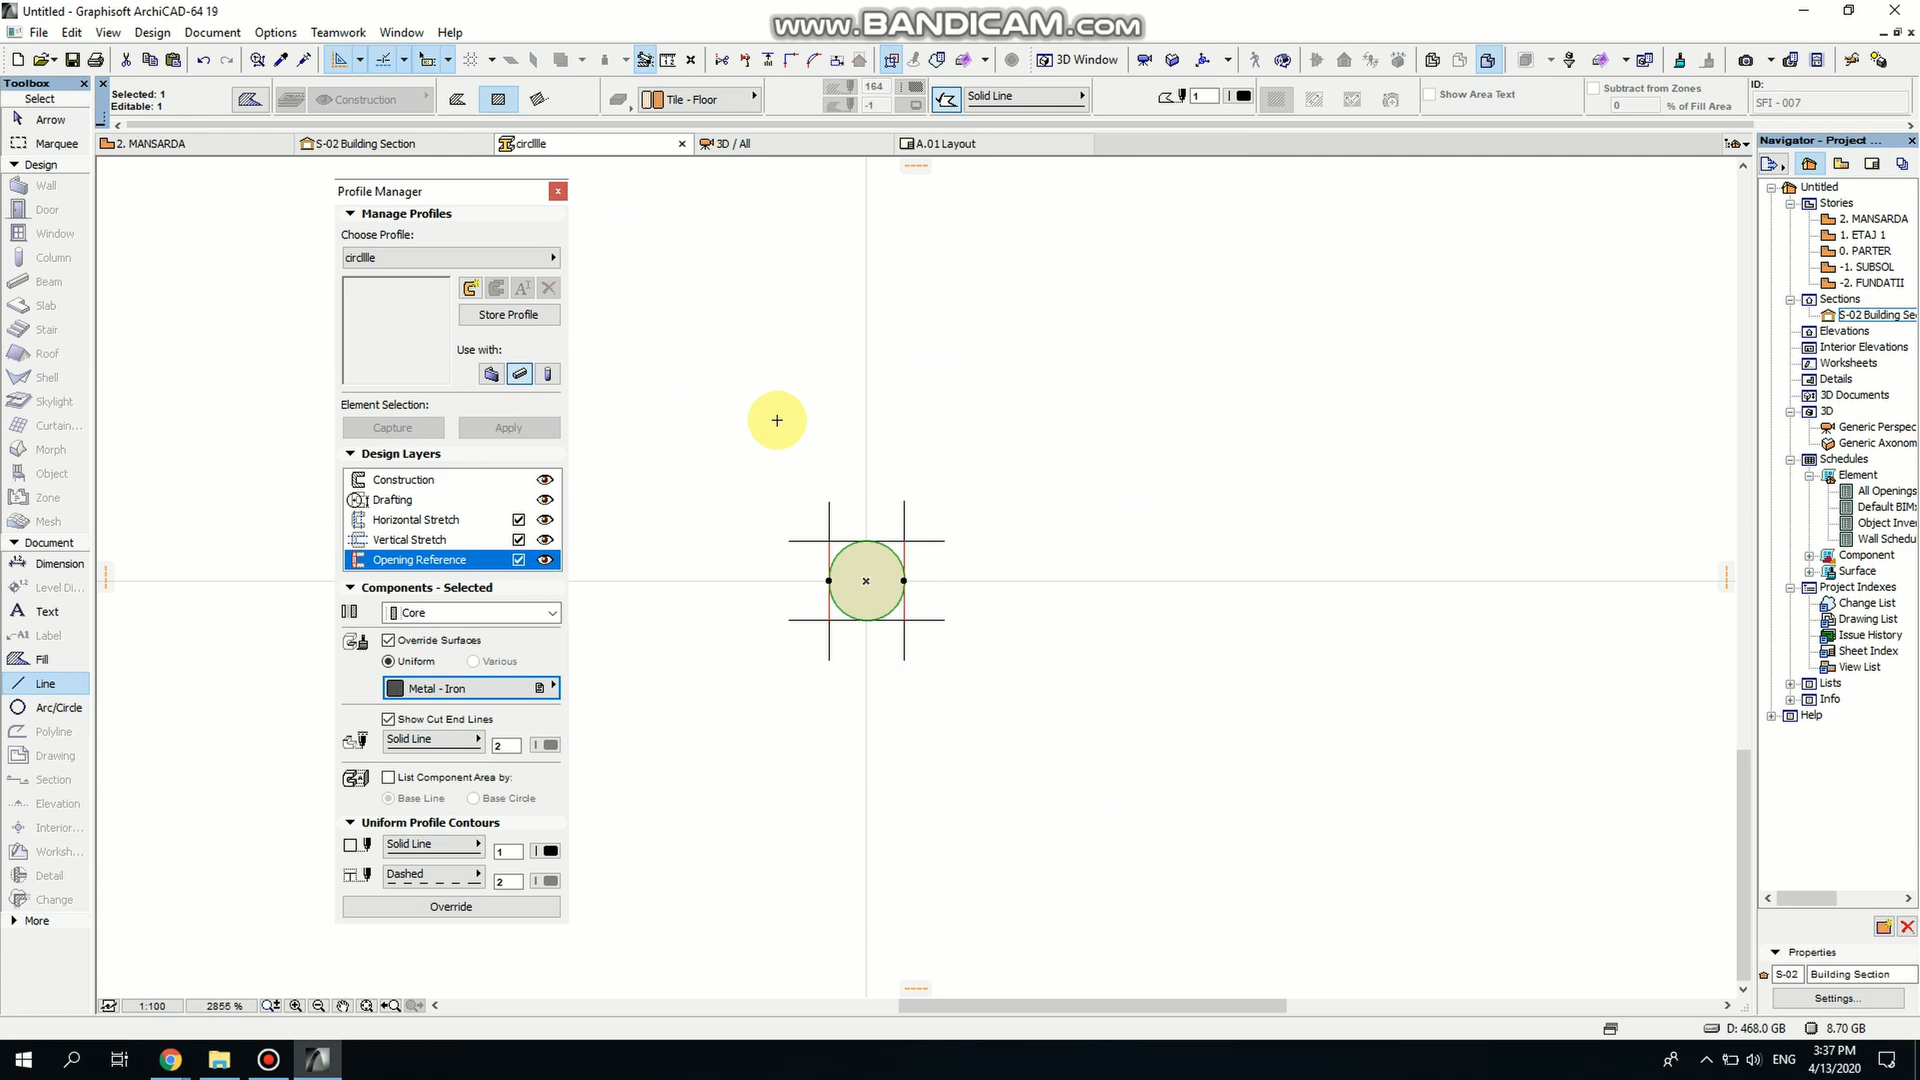 Untitled - Graphisoft ArchiCAD-64 19
www.BANDICAM.com
File Edit View Design Document Options Teamwork Window Help
3D Window
Toolbox
Select
Arrow
Marquee
Design
Wall
Door
Window
Column
Beam
Slab
Stair
Roof
Shell
Skylight
Curtain...
Morph
Object
Zone
Mesh
Document
Dimension
Level Di...
Text
Label
Fill
Line
Arc/Circle
Polyline
Drawing
Section
Elevation
Interior...
Worksh...
Detail
Change
More
Selected: 1
Editable: 1
Construction
Tile - Floor
164
-1
Solid Line
1
Show Area Text
Subtract from Zones
0 % of Fill Area
ID:
SFI - 007
2. MANSARDA
S-02 Building Section
circlllle
3D / All
A.01 Layout
Profile Manager
Manage Profiles
Choose Profile:
circlllle
Store Profile
Use with:
Element Selection:
Capture Apply
Design Layers
Construction
Drafting
Horizontal Stretch
Vertical Stretch
Opening Reference
Components - Selected
Core
Override Surfaces
Uniform Various
Metal - Iron
Show Cut End Lines
Solid Line 2
List Component Area by:
Base Line Base Circle
Uniform Profile Contours
Solid Line 1
Dashed 2
Override
1:100 2855 %
Navigator - Project ...
Untitled
Stories
2. MANSARDA
1. ETAJ 1
0. PARTER
-1. SUBSOL
-2. FUNDATII
Sections
S-02 Building Se
Elevations
Interior Elevations
Worksheets
Details
3D Documents
3D
Generic Perspec
Generic Axonom
Schedules
Element
All Openings
Default BIM
Object Inve
Wall Schedu
Component
Surface
Project Indexes
Change List
Drawing List
Issue History
Sheet Index
View List
Lists
Info
Help
Properties
S-02 Building Section
Settings...
D: 468.0 GB 8.70 GB
ENG
3:37 PM
4/13/2020